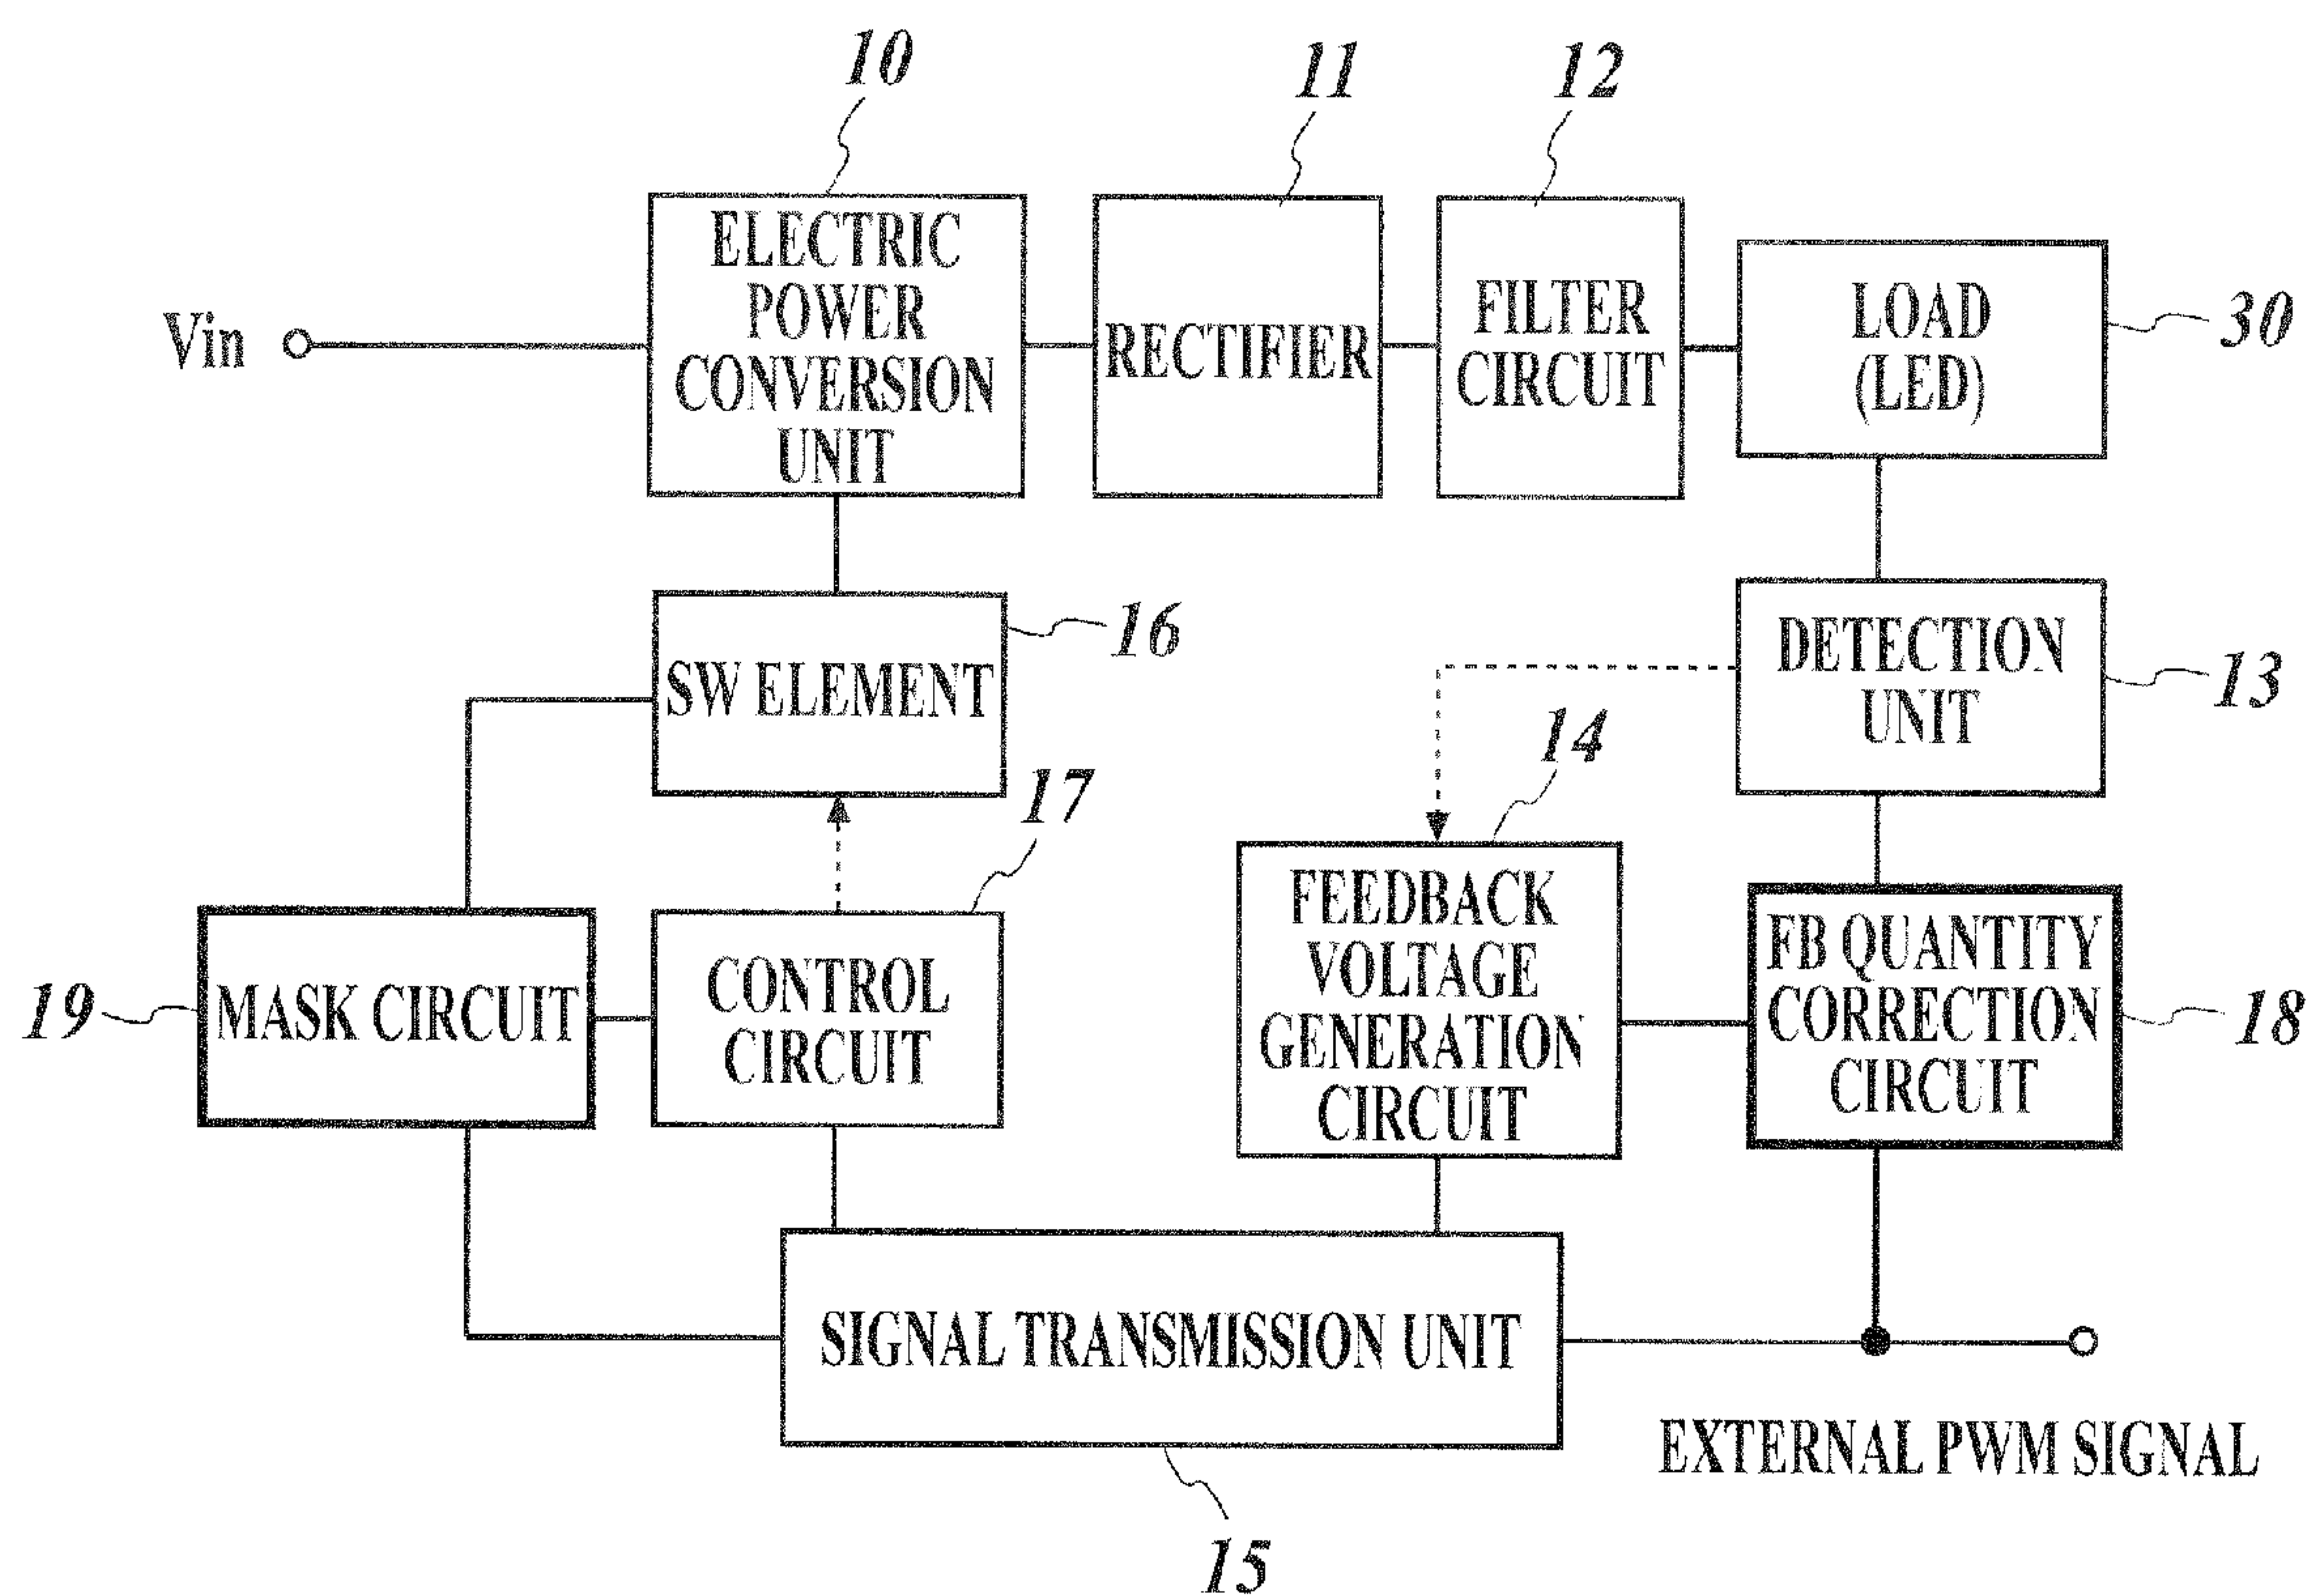 10
11
12
ELECTRIC
POWER
CONVERSION
UNIT
RECTIFIER
FILTER
CIRCUIT
LOAD
(LED)
30
Vin
SW ELEMENT
16
DETECTION
UNIT
13
14
17
MASK CIRCUIT
19
CONTROL
CIRCUIT
FEEDBACK
VOLTAGE
GENERATION
CIRCUIT
FB QUANTITY
CORRECTION
CIRCUIT
18
SIGNAL TRANSMISSION UNIT
15
EXTERNAL PWM SIGNAL